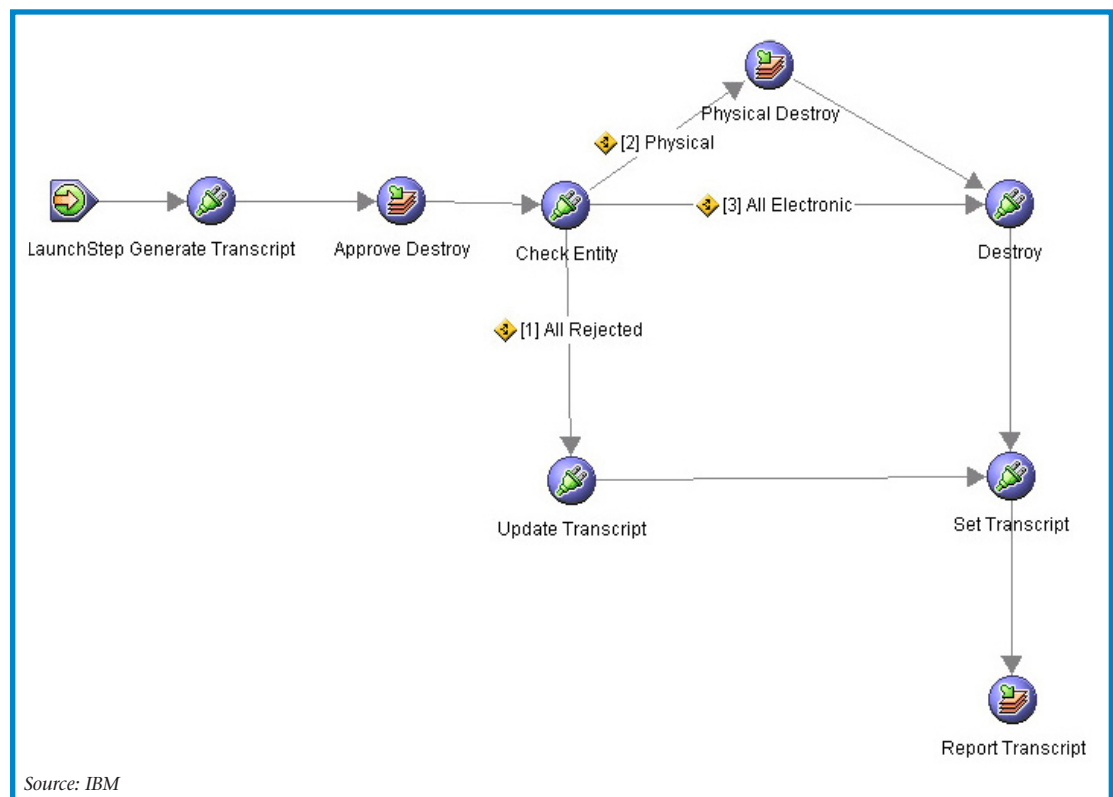 Physical Destroy
[2] Physical
[3] All Electronic
LaunchStep Generate Transcript
Approve Destroy
Check Entity
Destroy
[1] All Rejected
Update Transcript
Set Transcript
Report Transcript
Source: IBM